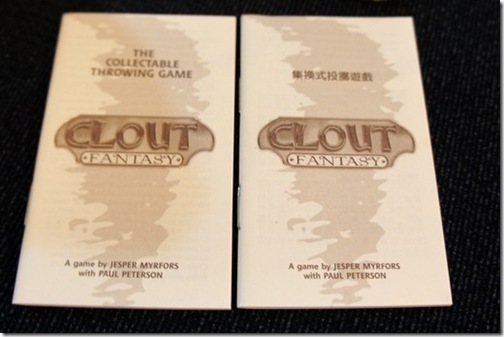 THE
COLLECTABLE
THROWING GAME
CLOUT
FANTASY
A game by JESPER MYRFORS
with PAUL PETERSON
集換式投擲遊戲
CLOUT
FANTASY
A game by JESPER MYRFORS
with PAUL PETERSON